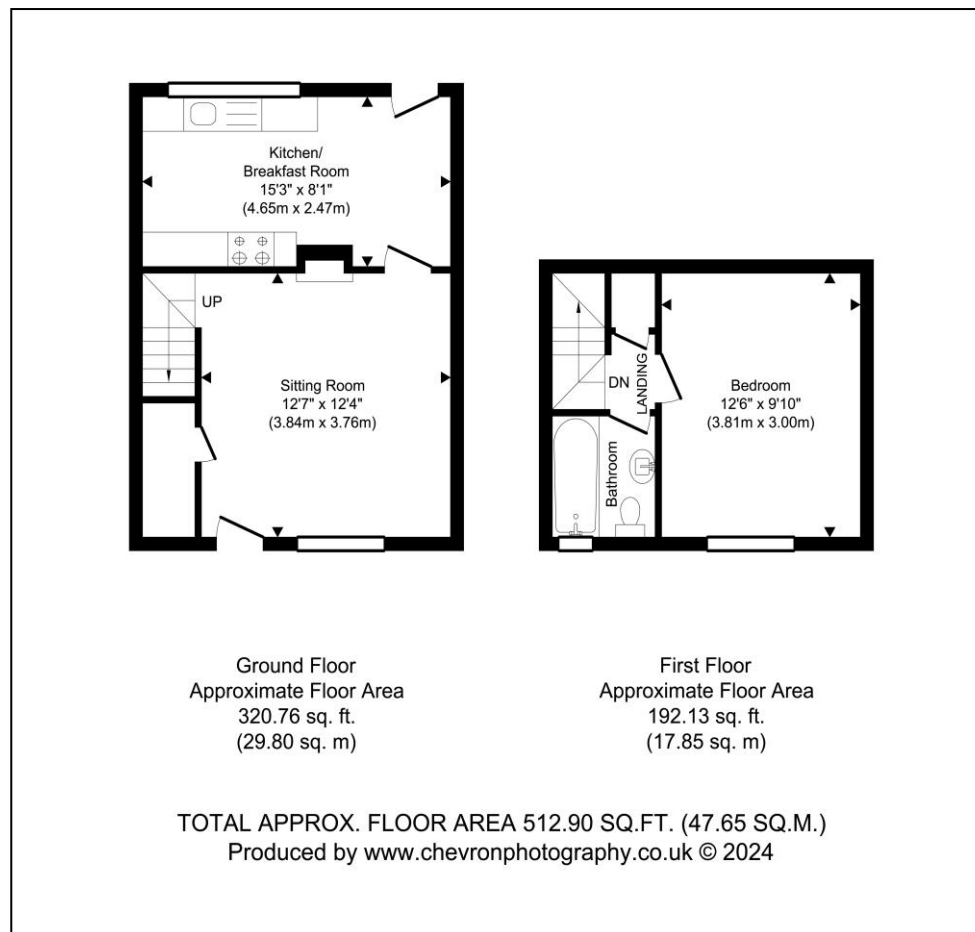 Kitchen/
Breakfast Room
15'3" x 8'1"
(4.65m x 2.47m)
UP
Sitting Room
12'7" x 12'4"
(3.84m x 3.76m)
DN
LANDING
Bedroom
12'6" x 9'10"
(3.81m x 3.00m)
Bathroom
Ground Floor
Approximate Floor Area
320.76 sq. ft.
(29.80 sq. m)
First Floor
Approximate Floor Area
192.13 sq. ft.
(17.85 sq. m)
TOTAL APPROX. FLOOR AREA 512.90 SQ.FT. (47.65 SQ.M.)
Produced by www.chevronphotography.co.uk © 2024